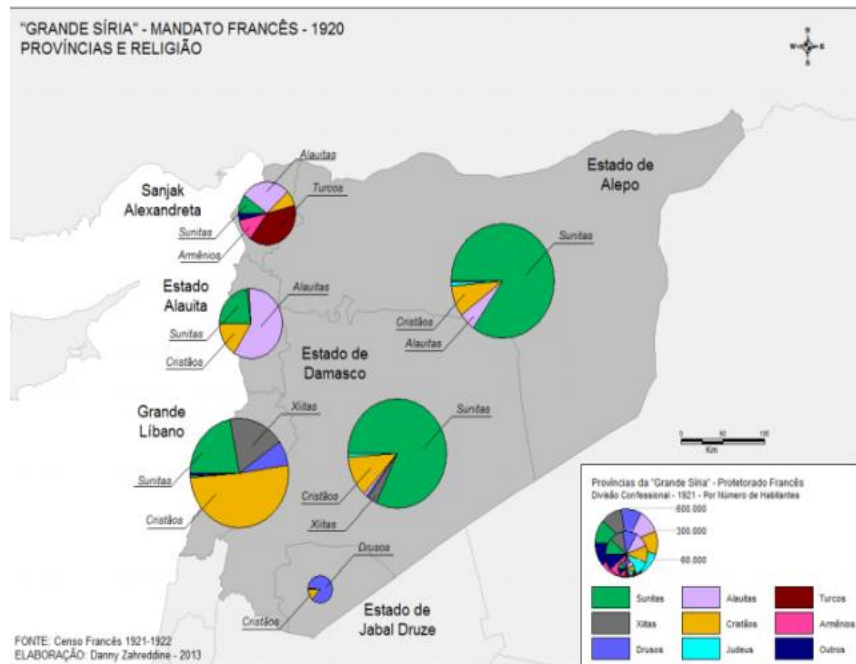 "GRANDE SÍRIA" - MANDATO FRANCÊS - 1920
PROVÍNCIAS E RELIGIÃO
N
W
E
S
Alauitas
Sanjak
Alexandreta
Turcos
Sunitas
Armênios
Estado de
Alepo
Sunitas
Cristãos
Alauitas
Estado
Alauita
Alauitas
Sunitas
Cristãos
Estado de
Damasco
Sunitas
Cristãos
Xiitas
Grande
Líbano
Xiitas
Sunitas
Cristãos
Drusos
Cristãos
Estado de
Jabal Druze
0 50 100
Km
Províncias da "Grande Síria" - Protetorado Francês
Divisão Confessional - 1921 - Por Número de Habitantes
600.000
300.000
60.000
Sunitas
Alauitas
Turcos
Xiitas
Cristãos
Armênios
Drusos
Judeus
Outros
FONTE: Censo Francês 1921-1922
ELABORAÇÃO: Danny Zahreddine - 2013